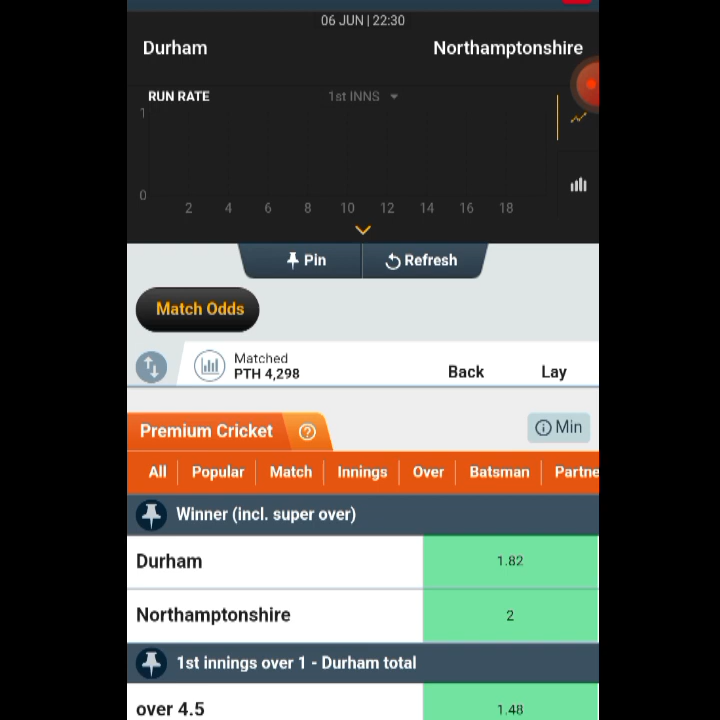 06 JUN | 22:30
Durham Northamptonshire
RUN RATE 1st INNS
1
0
2 4 6 8 10 12 14 16 18
Pin Refresh
Match Odds
Matched
PTH 4,298 Back Lay
Premium Cricket ? Min
All Popular Match Innings Over Batsman Partne
Winner (incl. super over)
Durham 1.82
Northamptonshire 2
1st innings over 1 - Durham total
over 4.5 1.48